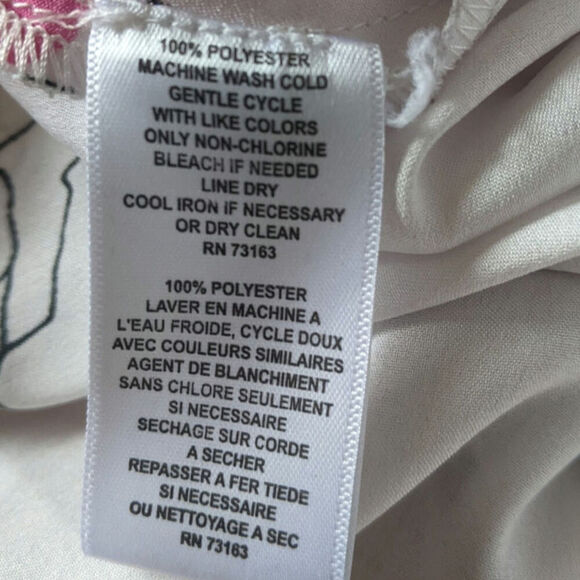 100% POLYESTER
MACHINE WASH COLD
GENTLE CYCLE
WITH LIKE COLORS
ONLY NON-CHLORINE
BLEACH IF NEEDED
LINE DRY
COOL IRON IF NECESSARY
OR DRY CLEAN
RN 73163
100% POLYESTER
LAVER EN MACHINE A
L'EAU FROIDE, CYCLE DOUX
AVEC COULEURS SIMILAIRES
AGENT DE BLANCHIMENT
SANS CHLORE SEULEMENT
SI NECESSAIRE
SECHAGE SUR CORDE
A SECHER
REPASSER A FER TIEDE
SI NECESSAIRE
OU NETTOYAGE A SEC
RN 73163